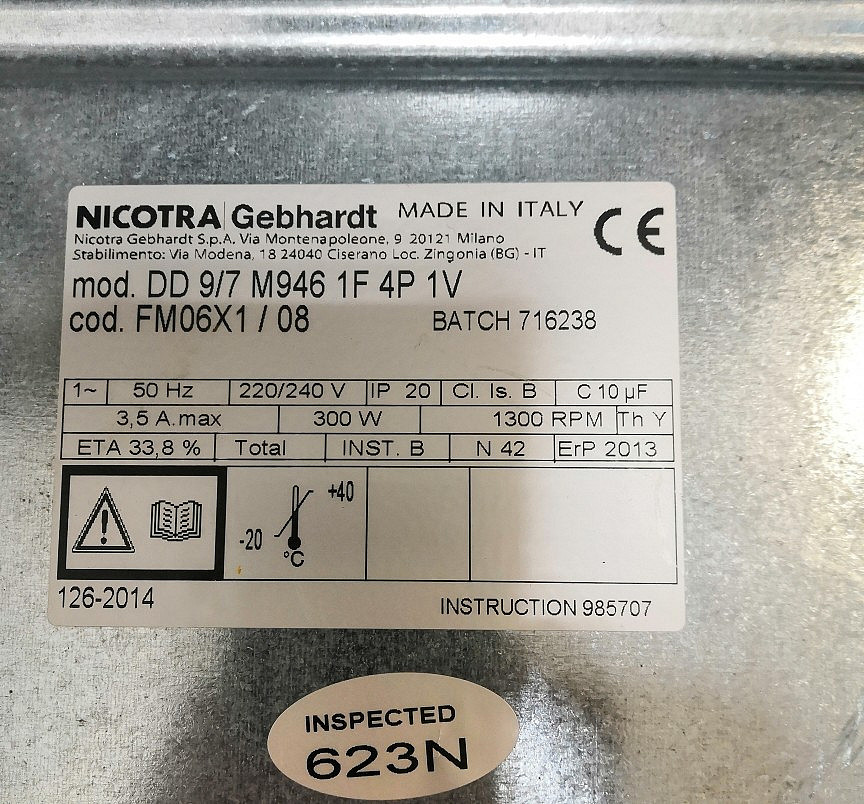 NICOTRA Gebhardt MADE IN ITALY CE
Nicotra Gebhardt S.p.A. Via Montenapoleone, 9 20121 Milano
Stabilimento: Via Modena, 18 24040 Ciserano Loc. Zingonia (BG) - IT
mod. DD 9/7 M946 1F 4P 1V
cod. FM06X1 / 08 BATCH 716238
1~ 50 Hz 220/240 V IP 20 Cl. Is. B C 10 µF
3,5 A.max 300 W 1300 RPM Th Y
ETA 33,8 % Total INST. B N 42 ErP 2013
+40
-20
°C
126-2014 INSTRUCTION 985707
INSPECTED
623N